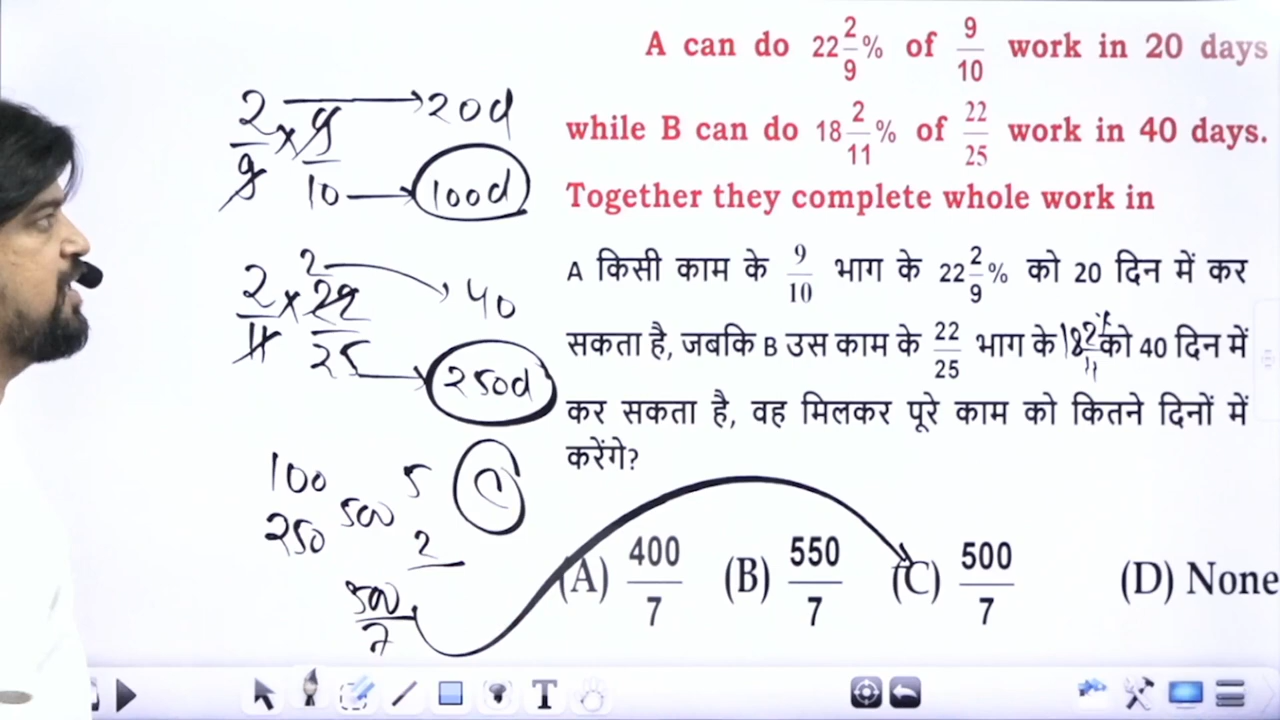 A can do 22 2/9 % of 9/10 work in 20 days
while B can do 18 2/11 % of 22/25 work in 40 days.
Together they complete whole work in
A किसी काम के 9/10 भाग के 22 2/9 % को 20 दिन में कर
सकता है, जबकि B उस काम के 22/25 भाग के 18 2/11 % को 40 दिन में
कर सकता है, वह मिलकर पूरे काम को कितने दिनों में
करेंगे?
(A) 400/7 (B) 550/7 (C) 500/7 (D) None
2/9 × 9/10
20d
100d
2/11 × 22/25
2
40
250d
100
250
500
5
2
500/7
T